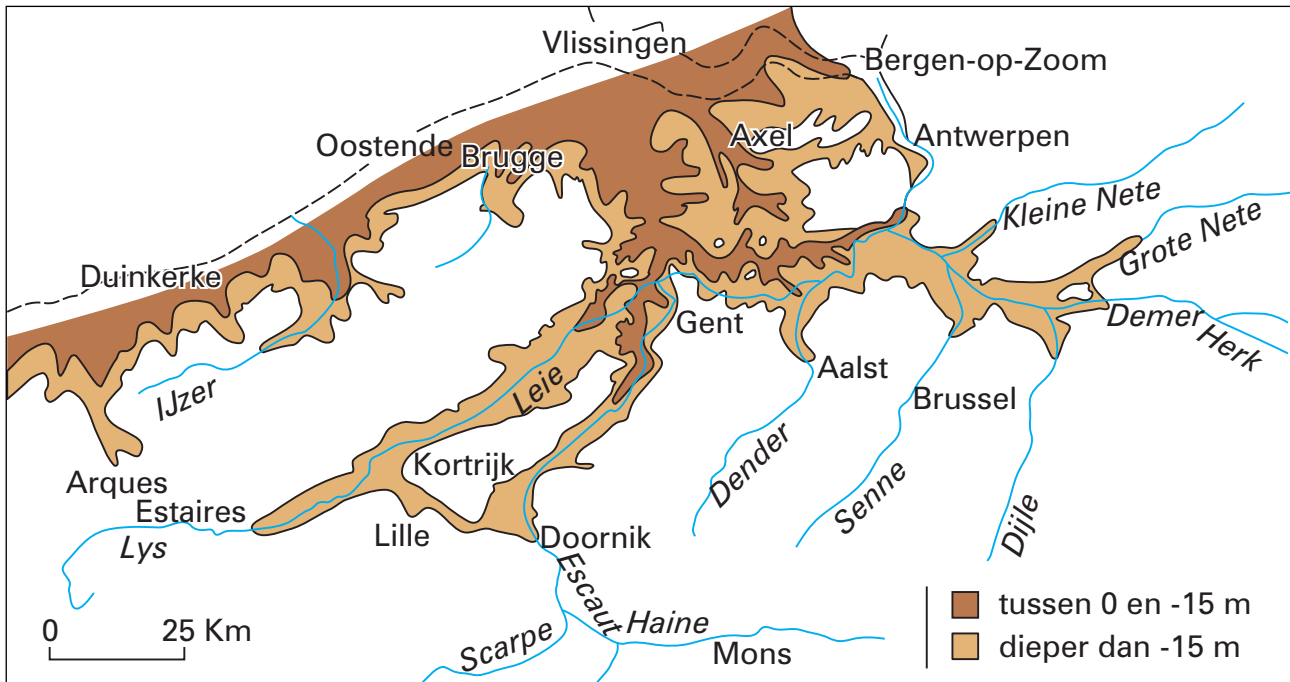 Vlissingen
Bergen-op-Zoom
Oostende
Brugge
Axel
Antwerpen
Kleine Nete
Grote Nete
Duinkerke
Gent
Demer
Herk
IJzer
Leie
Aalst
Brussel
Kortrijk
Dender
Senne
Dijle
Arques
Estaires
Lys
Lille
Doornik
Escaut
Haine
Scarpe
Mons
0 25 Km
tussen 0 en -15 m
dieper dan -15 m